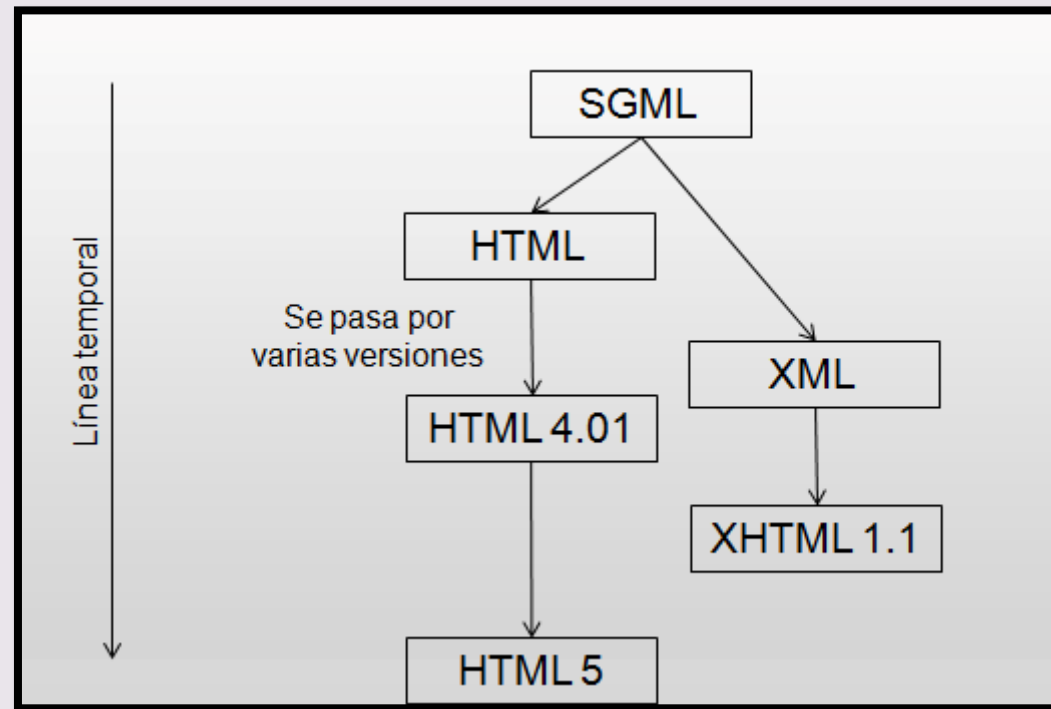 SGML
HTML
Línea temporal
Se pasa por
varias versiones
XML
HTML 4.01
XHTML 1.1
HTML 5